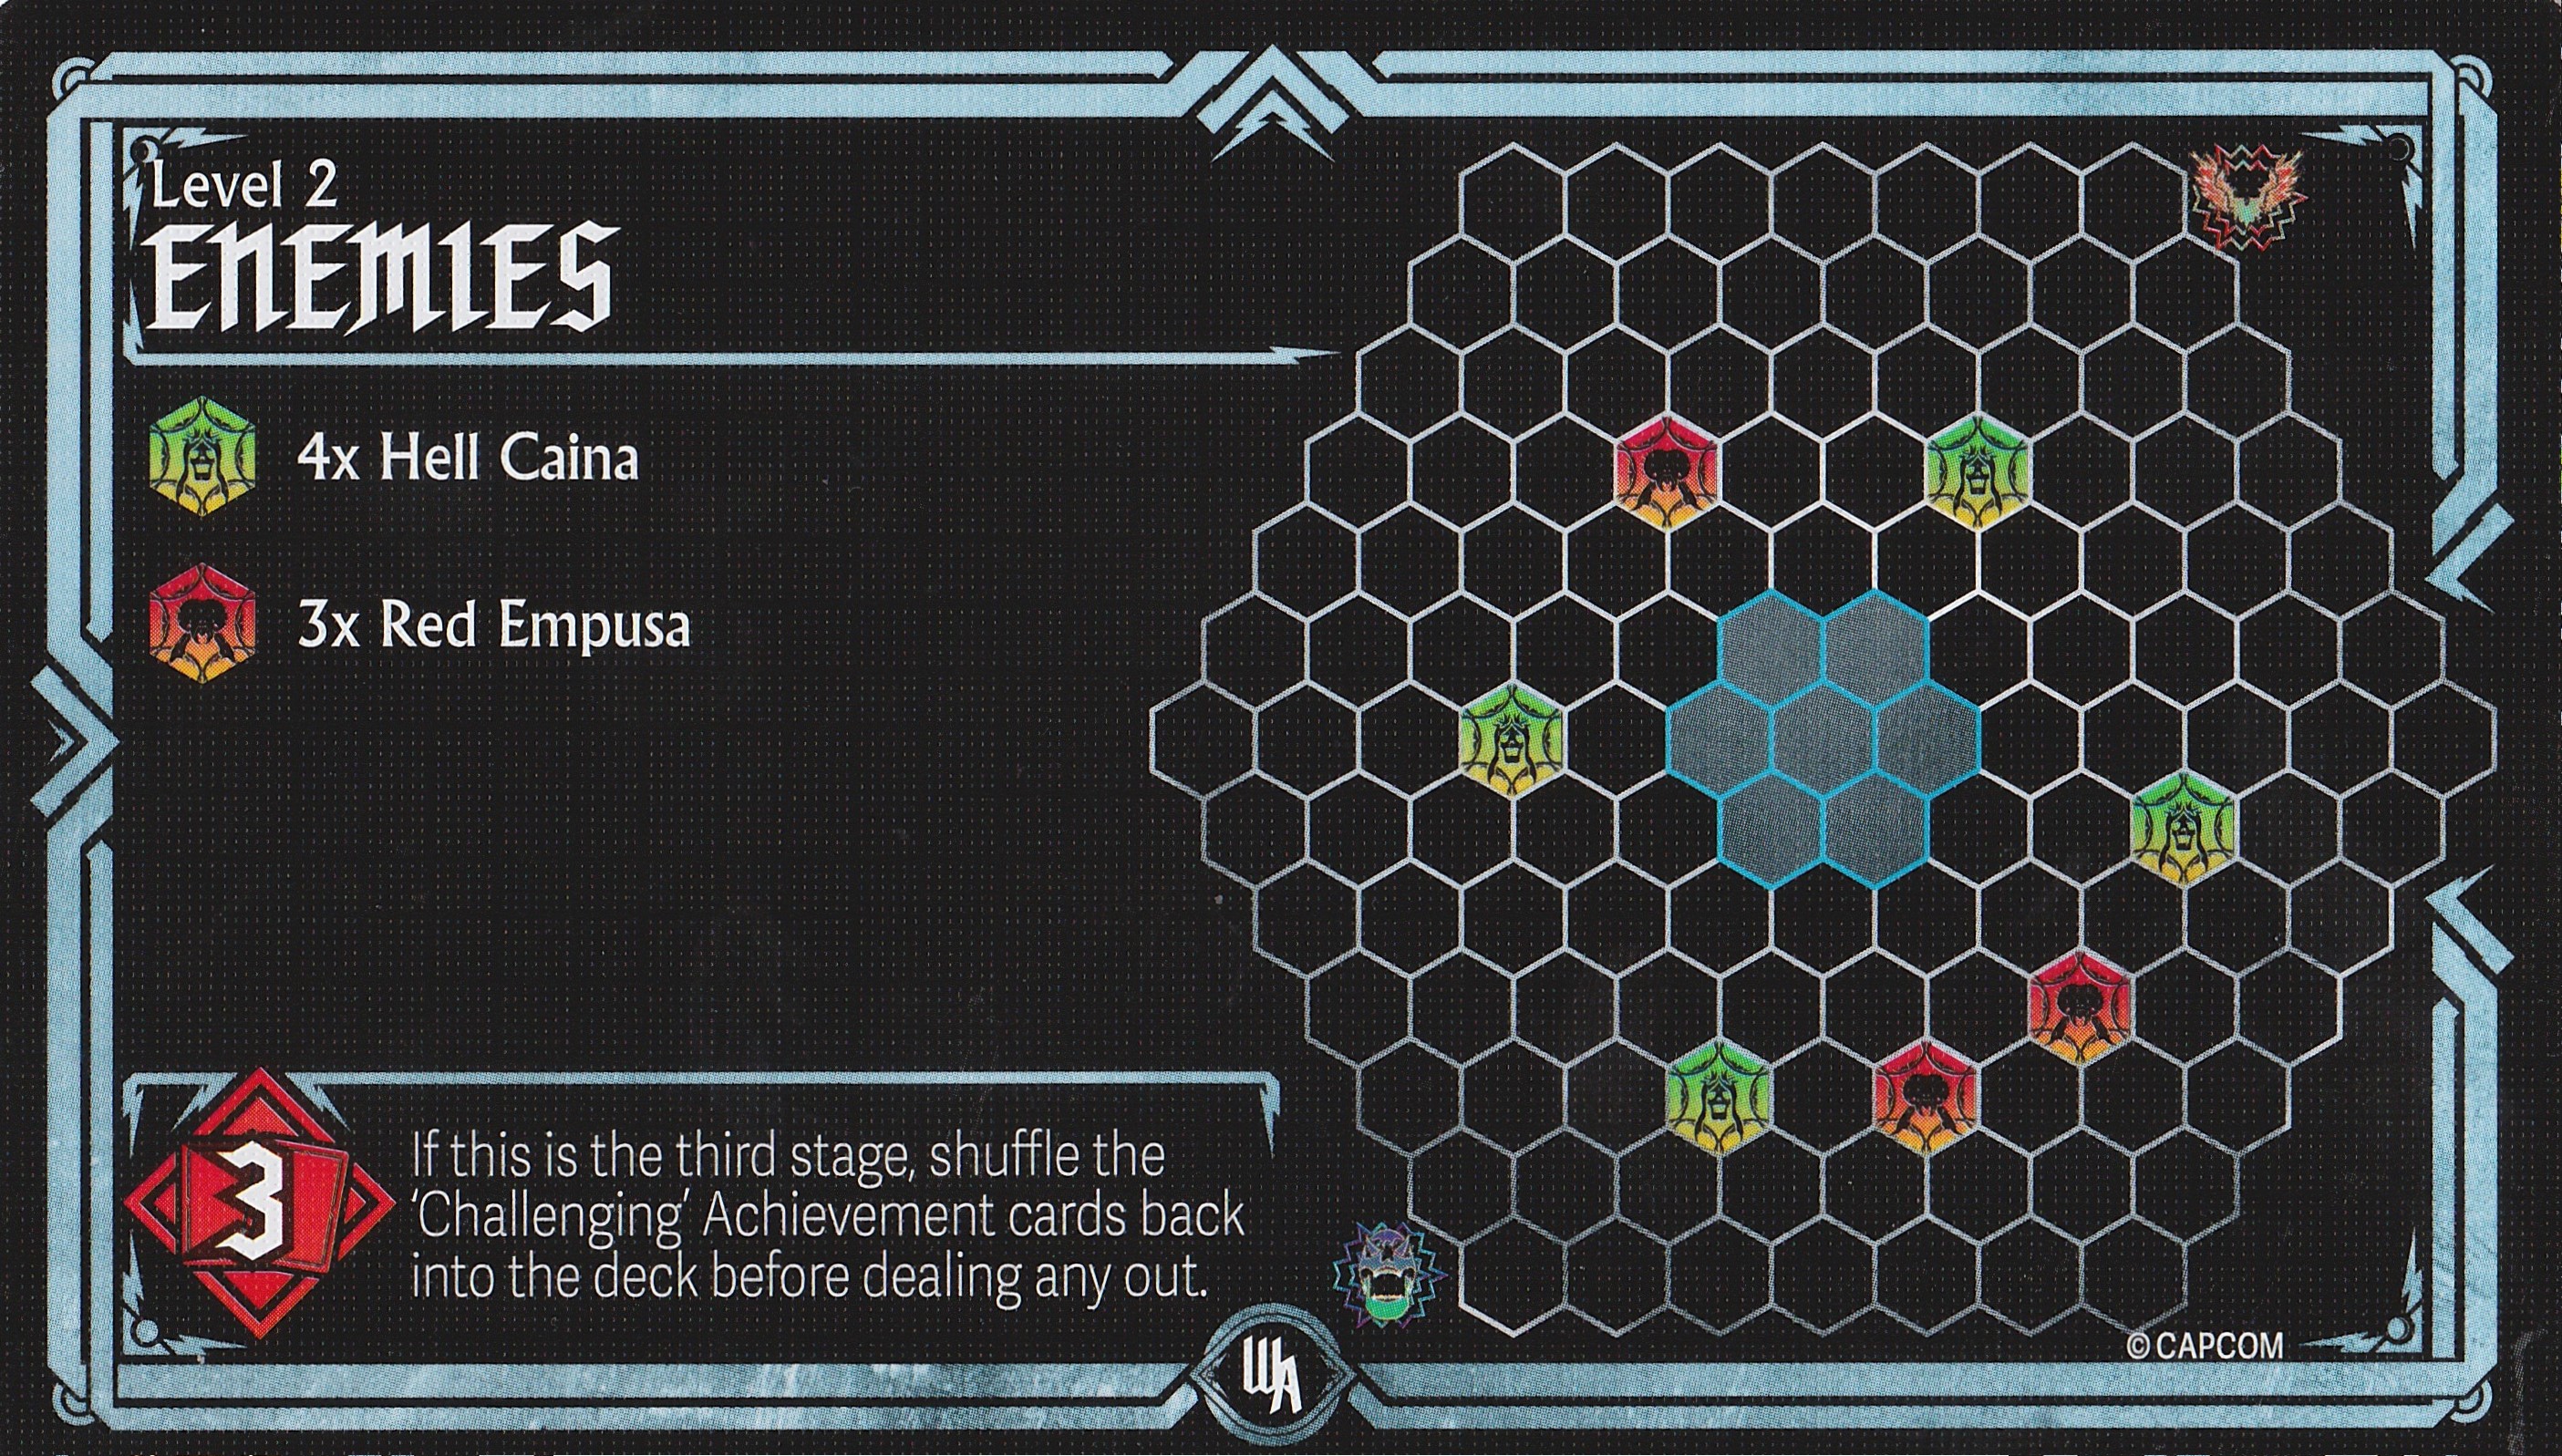 Level 2
ENEMIES
4x Hell Caina
3x Red Empusa
3
If this is the third stage, shuffle the
‘Challenging’ Achievement cards back
into the deck before dealing any out.
WA
©CAPCOM